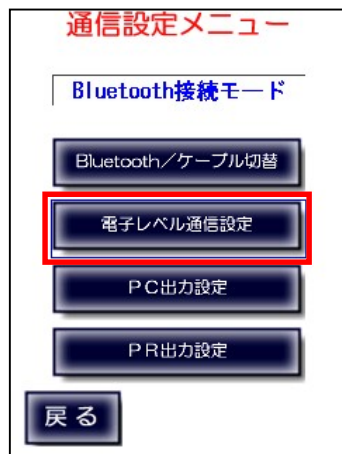 通信設定メニュー
Bluetooth接続モード
Bluetooth／ケーブル切替
電子レベル通信設定
ＰＣ出力設定
ＰＲ出力設定
戻る